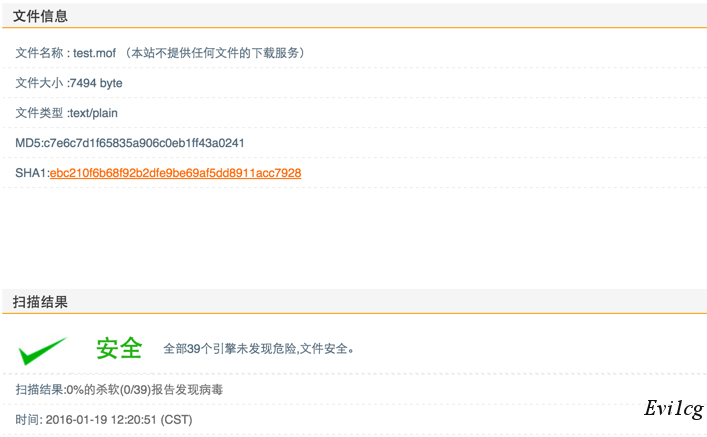 文件信息
文件名称 : test.mof （本站不提供任何文件的下载服务）
文件大小 :7494 byte
文件类型 :text/plain
MD5:c7e6c7d1f65835a906c0eb1ff43a0241
SHA1:ebc210f6b68f92b2dfe9be69af5dd8911acc7928
扫描结果
安全 全部39个引擎未发现危险,文件安全。
扫描结果:0%的杀软(0/39)报告发现病毒
时间: 2016-01-19 12:20:51 (CST)
Evi1cg